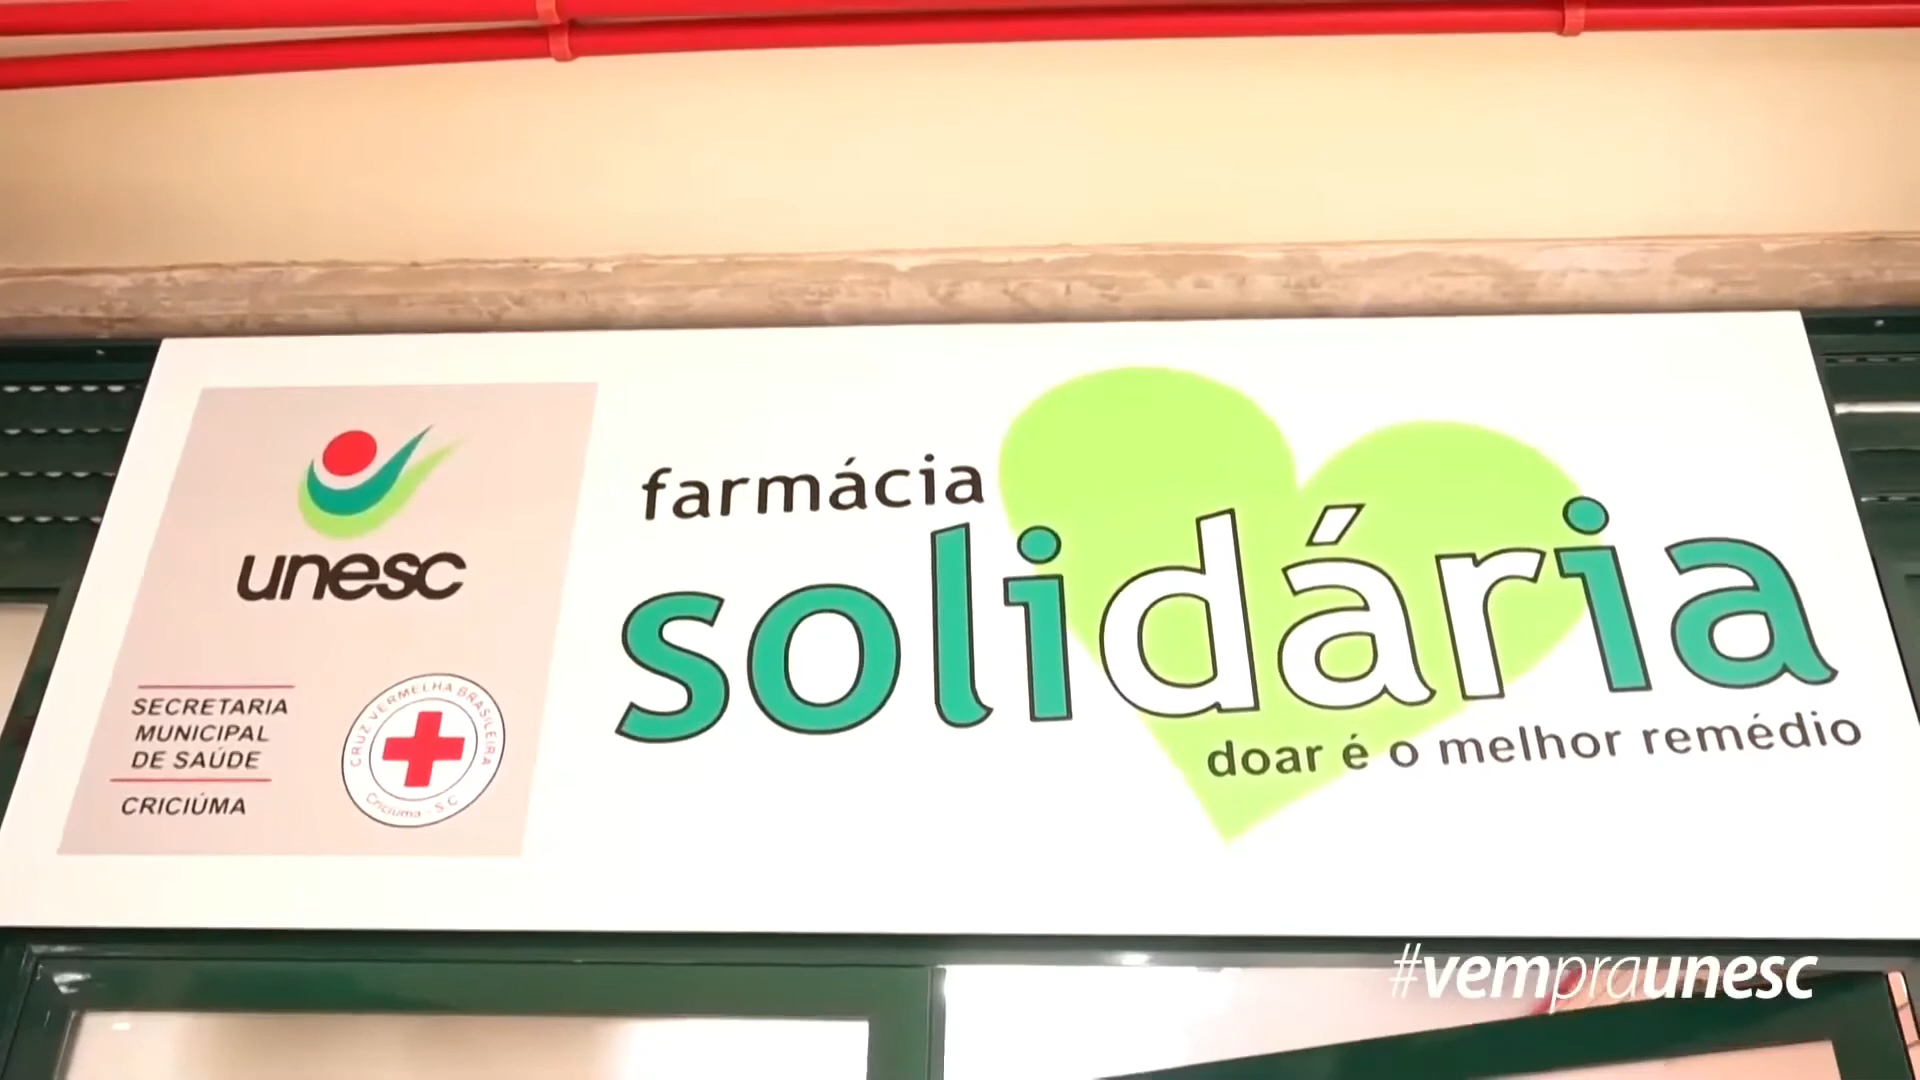 unesc
SECRETARIA
MUNICIPAL
DE SAÚDE
CRICIÚMA
CRUZ VERMELHA BRASILEIRA
Criciúma - SC
farmácia
solidária
doar é o melhor remédio
#vempraunesc